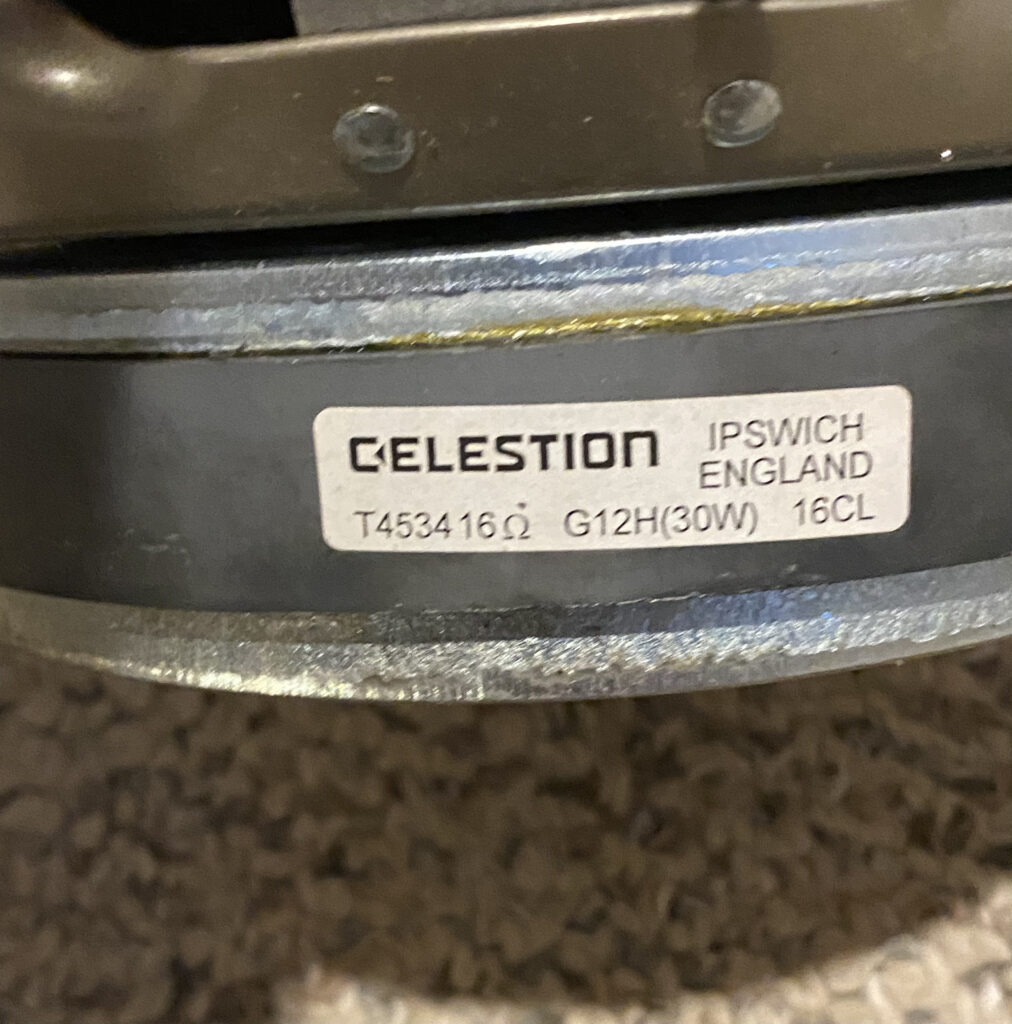 CELESTION
IPSWICH
ENGLAND
T4534 16Ω G12H(30W) 16CL